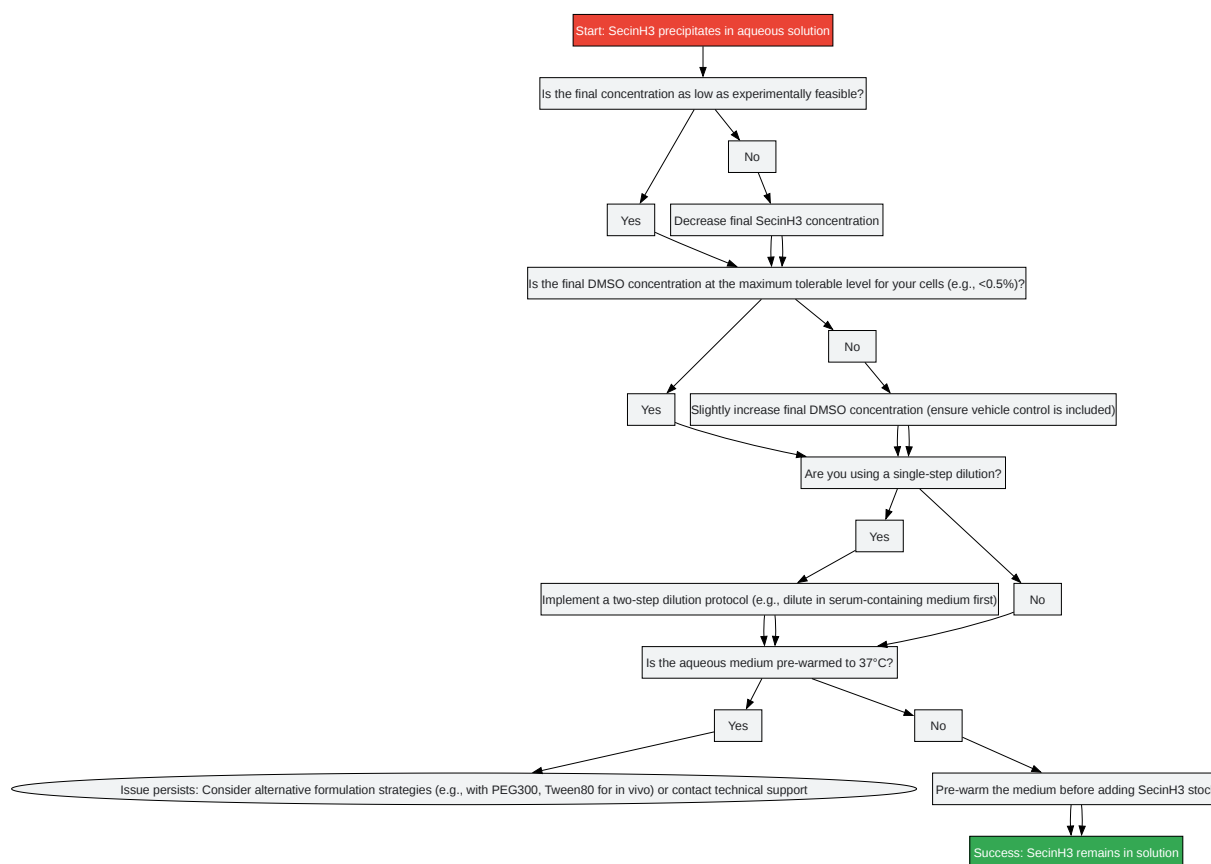 Start: SecinH3 precipitates in aqueous solution
Is the final concentration as low as experimentally feasible?
No
Yes
Decrease final SecinH3 concentration
Is the final DMSO concentration at the maximum tolerable level for your cells (e.g., <0.5%)?
No
Yes
Slightly increase final DMSO concentration (ensure vehicle control is included)
Are you using a single-step dilution?
Yes
Implement a two-step dilution protocol (e.g., dilute in serum-containing medium first)
No
Is the aqueous medium pre-warmed to 37°C?
Yes
No
Issue persists: Consider alternative formulation strategies (e.g., with PEG300, Tween80 for in vivo) or contact technical support
Pre-warm the medium before adding SecinH3
Success: SecinH3 remains in solution